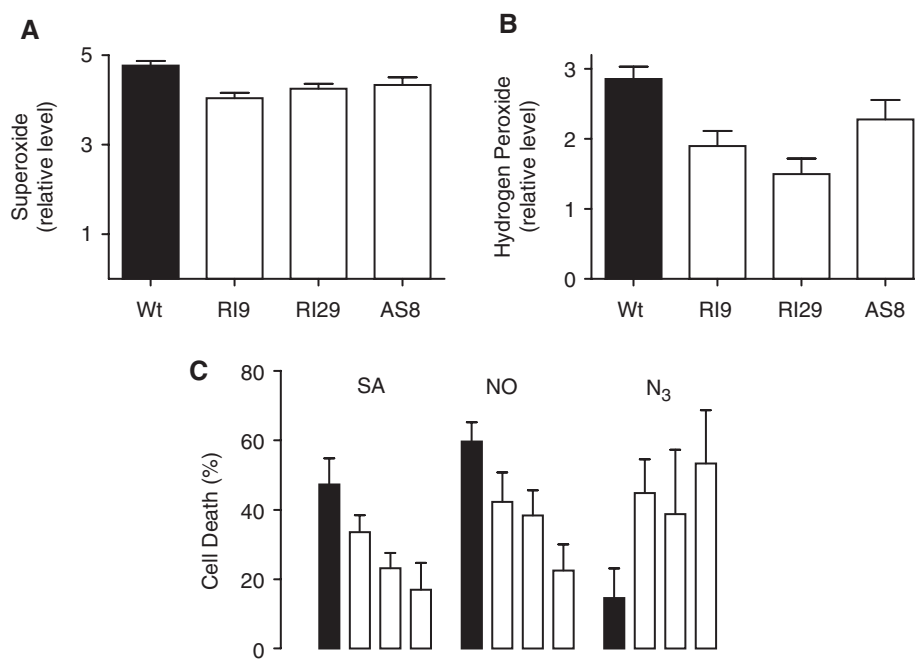 A
Superoxide
(relative level)
5
3
1
Wt RI9 RI29 AS8
B
Hydrogen Peroxide
(relative level)
3
2
1
0
Wt RI9 RI29 AS8
C
Cell Death (%)
80
60
40
20
0
SA NO N₃